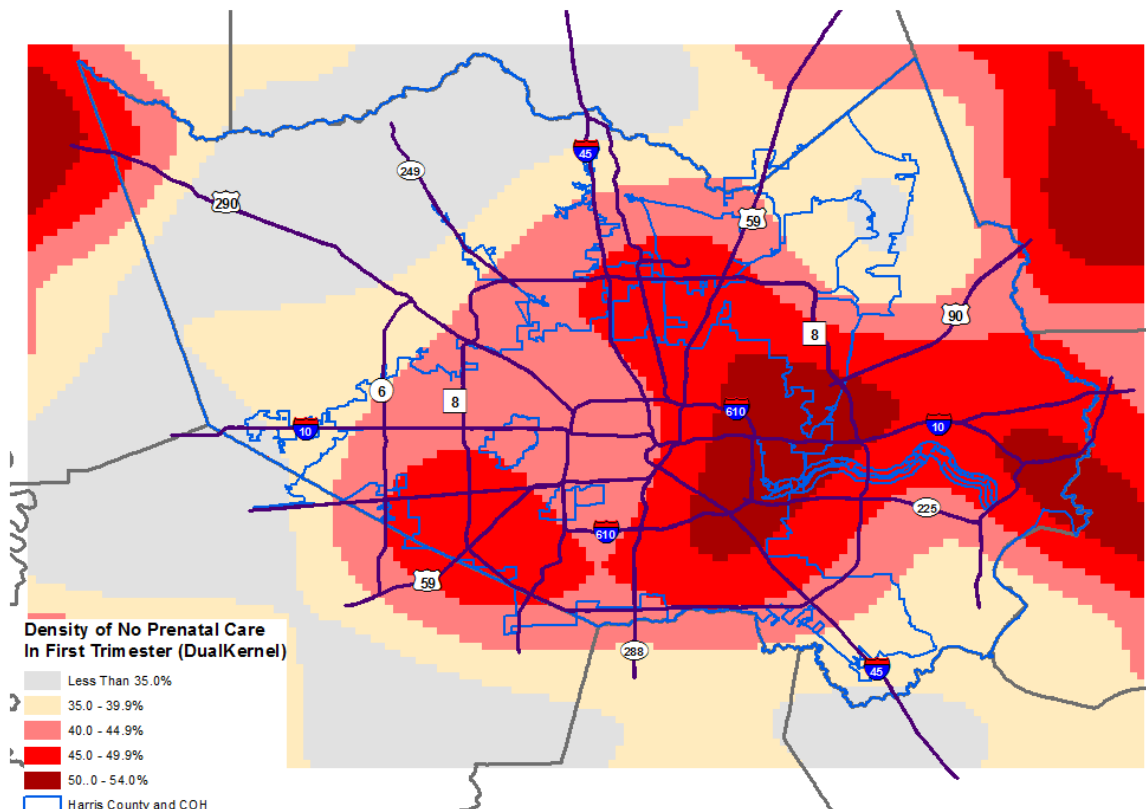 45
249
290
59
90
8
6
8
610
10
10
225
610
59
288
45
Density of No Prenatal Care
In First Trimester (DualKernel)
Less Than 35.0%
35.0 - 39.9%
40.0 - 44.9%
45.0 - 49.9%
50..0 - 54.0%
Harris County and COH